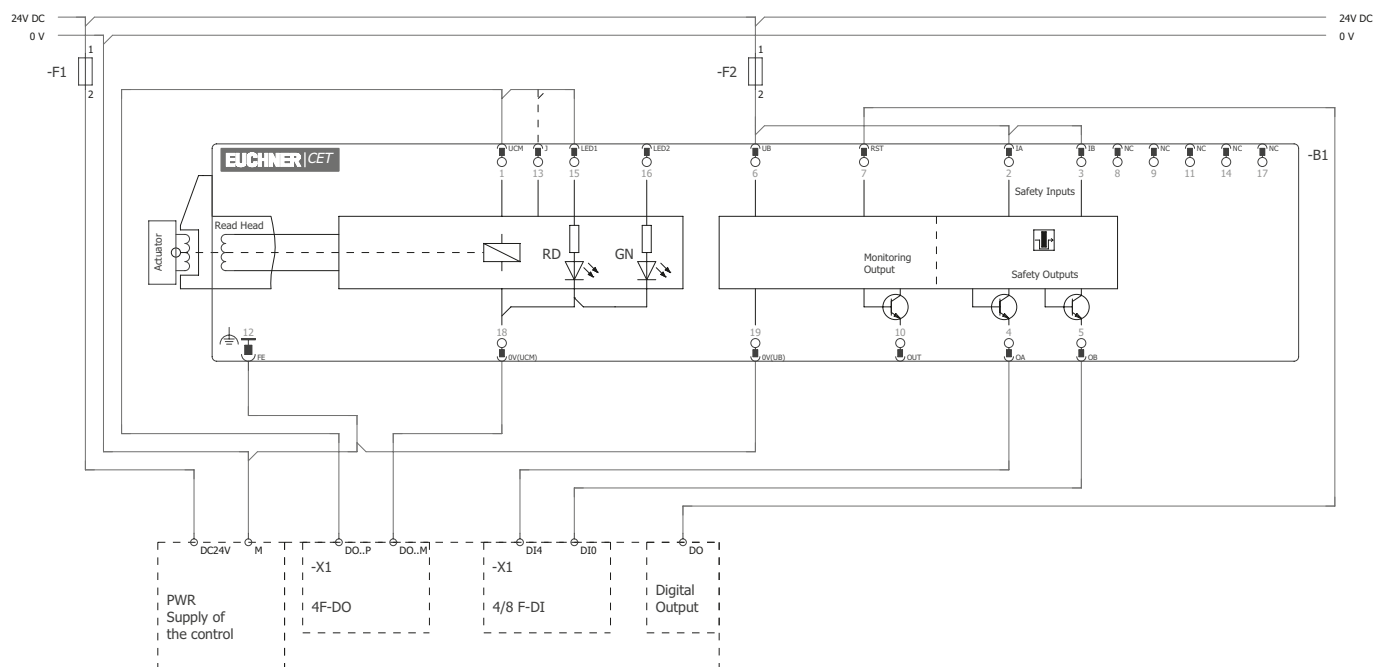 24V DC
24V DC
0 V
0 V
1
-F1
2
1
-F2
2
EUCHNER CET
UCM
J
LED1
LED2
UB
RST
IA
IB
NC
NC
NC
NC
NC
-B1
1
13
15
16
6
7
2
3
8
9
11
14
17
Safety Inputs
Actuator
Read Head
RD
GN
Monitoring
Output
Safety Outputs
12
18
19
10
4
5
FE
0V(UCM)
0V(UB)
OUT
OA
OB
DC24V
M
DO..P
DO..M
DI4
DI0
DO
-X1
-X1
PWR
Supply of
the control
4F-DO
4/8 F-DI
Digital
Output